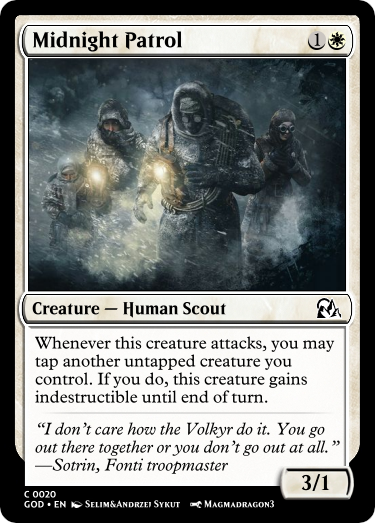 Midnight Patrol 1
Creature — Human Scout
Whenever this creature attacks, you may
tap another untapped creature you
control. If you do, this creature gains
indestructible until end of turn.
“I don’t care how the Volkyr do it. You go
out there together or you don’t go out at all.”
—Sotrin, Fonti troopmaster
3/1
C 0020
GOD • EN Selim&Andrzej Sykut Magmadragon3